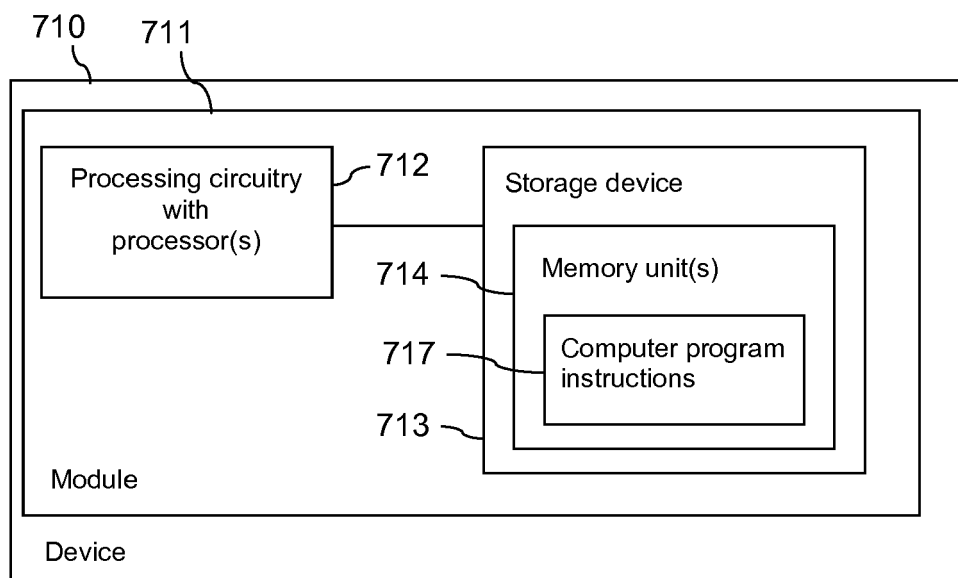 710
711
Processing circuitry
with
processor(s)
712
Storage device
714
Memory unit(s)
717
Computer program
instructions
713
Module
Device